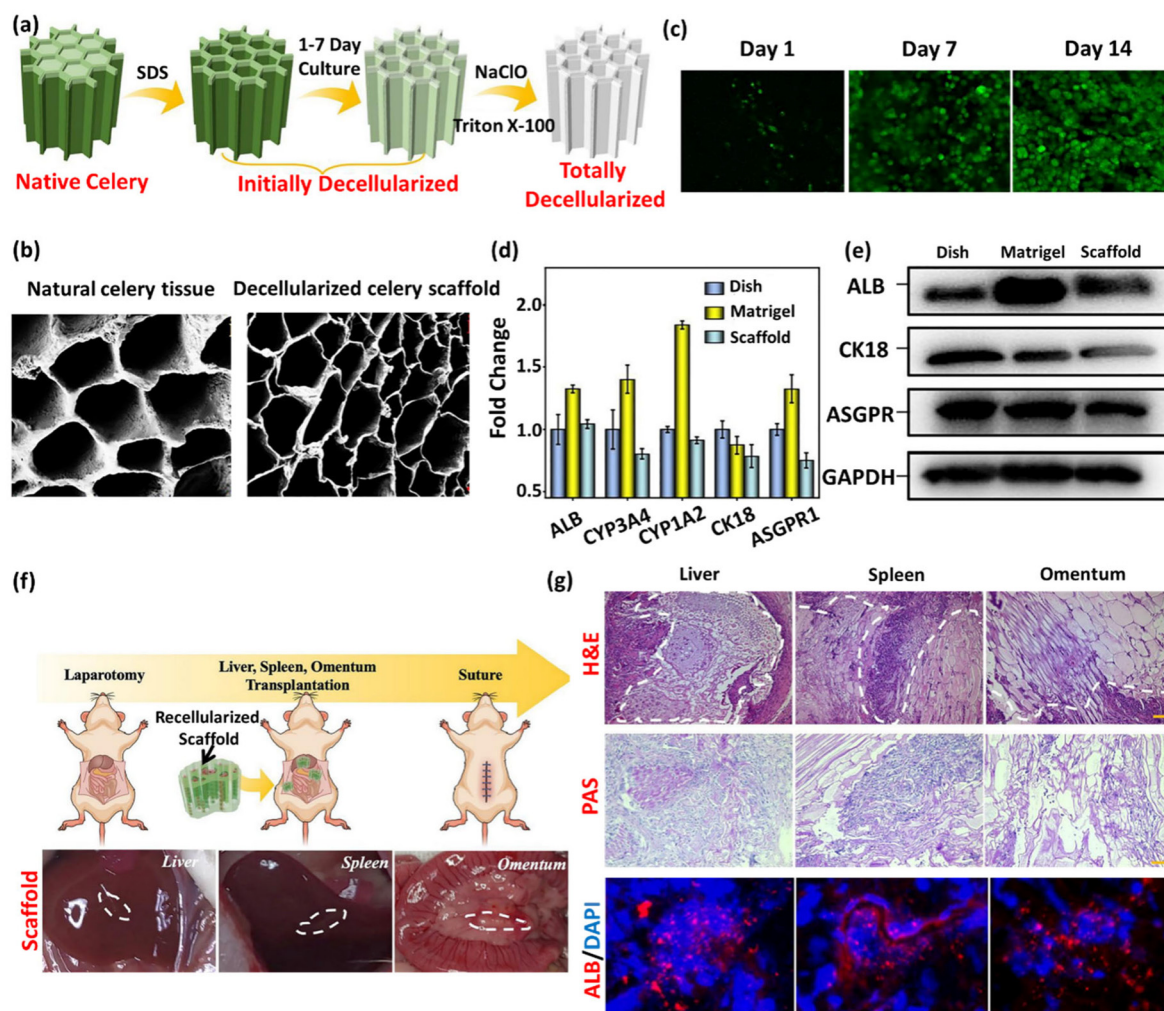 (a)
SDS
1-7 Day
Culture
NaClO
Triton X-100
Native Celery
Initially Decellularized
Totally
Decellularized
(c)
Day 1
Day 7
Day 14
(b)
Natural celery tissue
Decellularized celery scaffold
(d)
Fold Change
2.0
1.5
1.0
0.5
Dish
Matrigel
Scaffold
ALB
CYP3A4
CYP1A2
CK18
ASGPR1
(e)
Dish
Matrigel
Scaffold
ALB
CK18
ASGPR
GAPDH
(f)
Laparotomy
Liver, Spleen, Omentum
Transplantation
Suture
Recellularized
Scaffold
Scaffold
Liver
Spleen
Omentum
(g)
Liver
Spleen
Omentum
H&E
PAS
ALB/DAPI